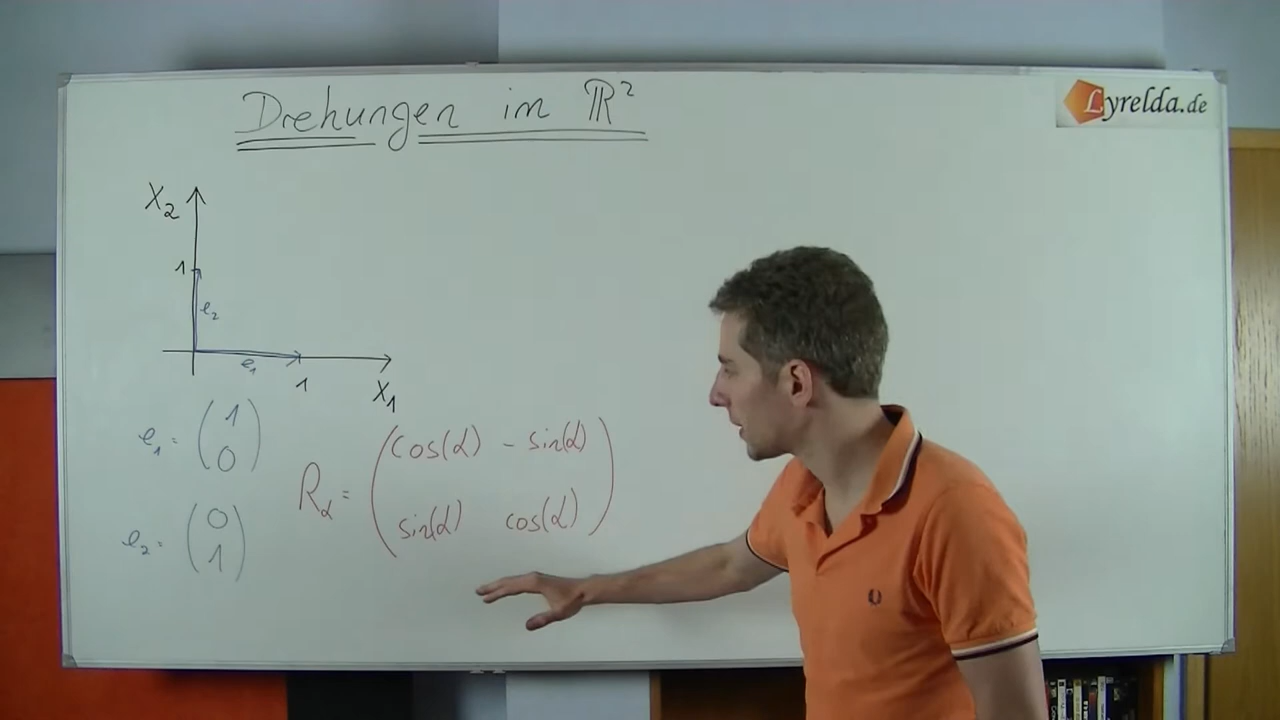 Drehungen im ℝ²
Lyrelda.de
X₂
1
e₂
e₁
1
X₁
e₁ = (1
0)
R_α = (cos(α) - sin(α)
sin(α) cos(α))
e₂ = (0
1)